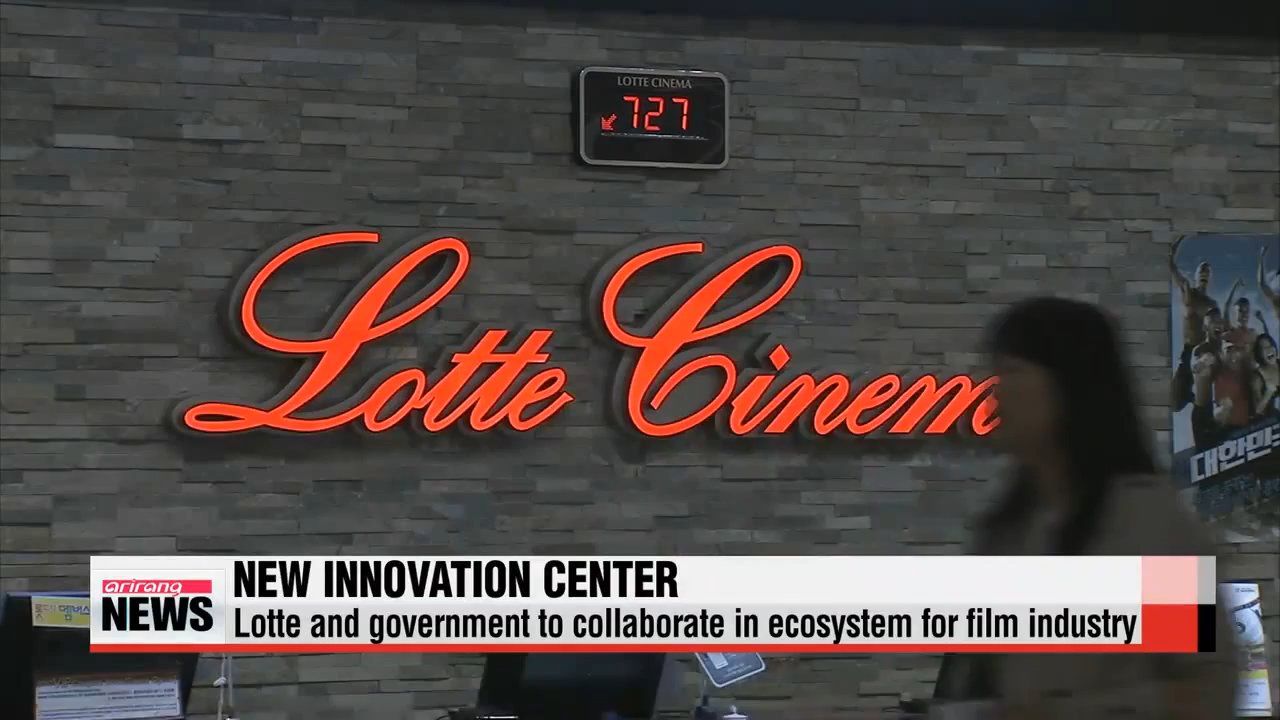 LOTTE CINEMA
727
Lotte Cinem
대한민
arirang
NEWS
NEW INNOVATION CENTER
Lotte and government to collaborate in ecosystem for film industry